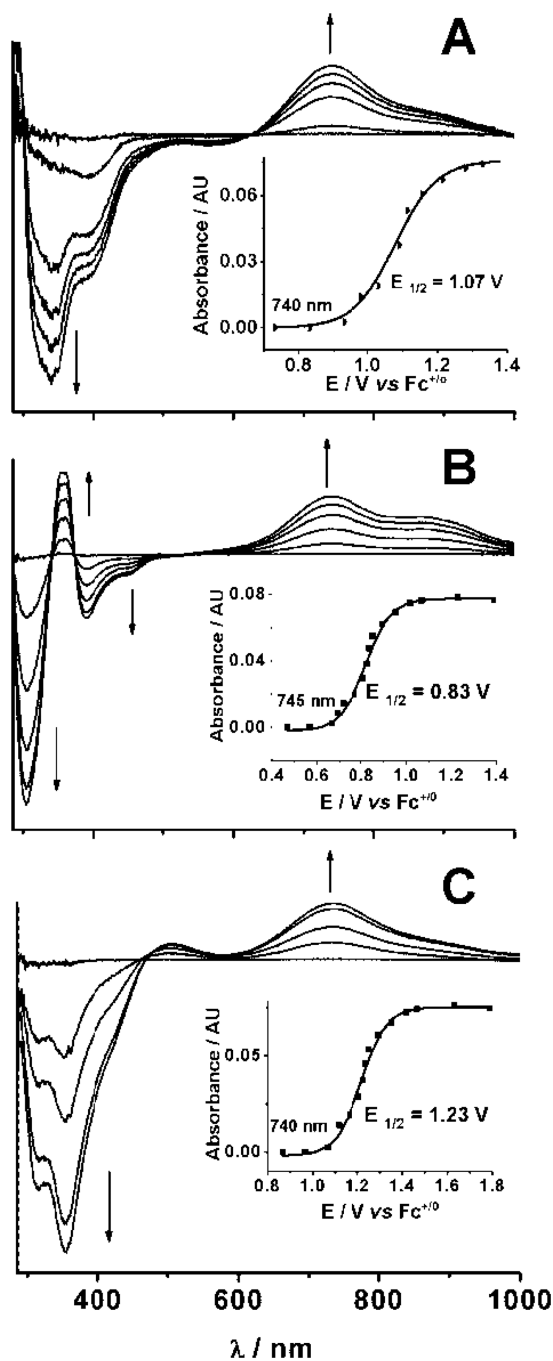 A
0.06
0.03
0.00
Absorbance / AU
740 nm
E 1/2 = 1.07 V
0.8 1.0 1.2 1.4
E / V vs Fc+/o
B
0.08
0.04
0.00
Absorbance / AU
745 nm
E 1/2 = 0.83 V
0.4 0.6 0.8 1.0 1.2 1.4
E / V vs Fc+/0
C
0.05
0.00
Absorbance / AU
740 nm
E 1/2 = 1.23 V
0.8 1.0 1.2 1.4 1.6 1.8
E / V vs Fc+/0
400 600 800 1000
λ / nm